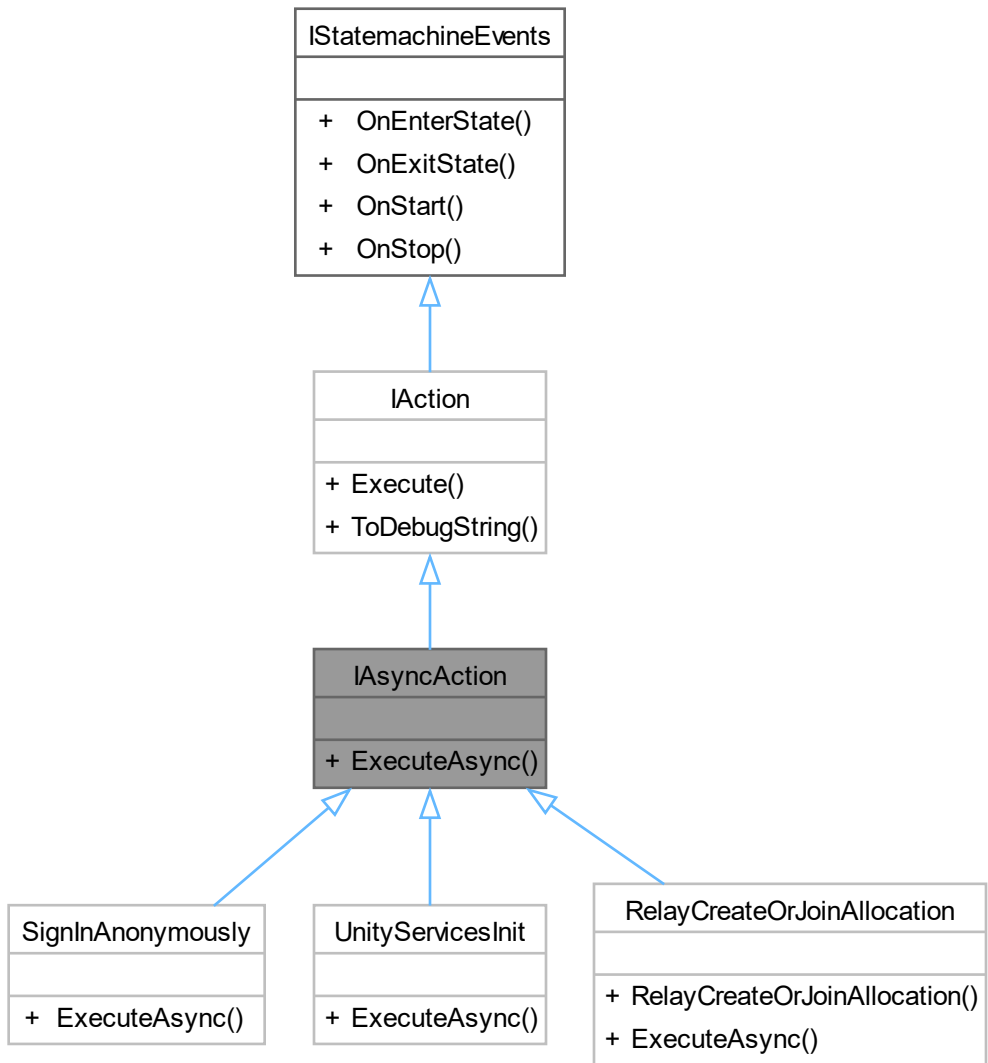 IStatemachineEvents
+ OnEnterState()
+ OnExitState()
+ OnStart()
+ OnStop()
IAction
+ Execute()
+ ToDebugString()
IAsyncAction
+ ExecuteAsync()
SignInAnonymously
+ ExecuteAsync()
UnityServicesInit
+ ExecuteAsync()
RelayCreateOrJoinAllocation
+ RelayCreateOrJoinAllocation()
+ ExecuteAsync()